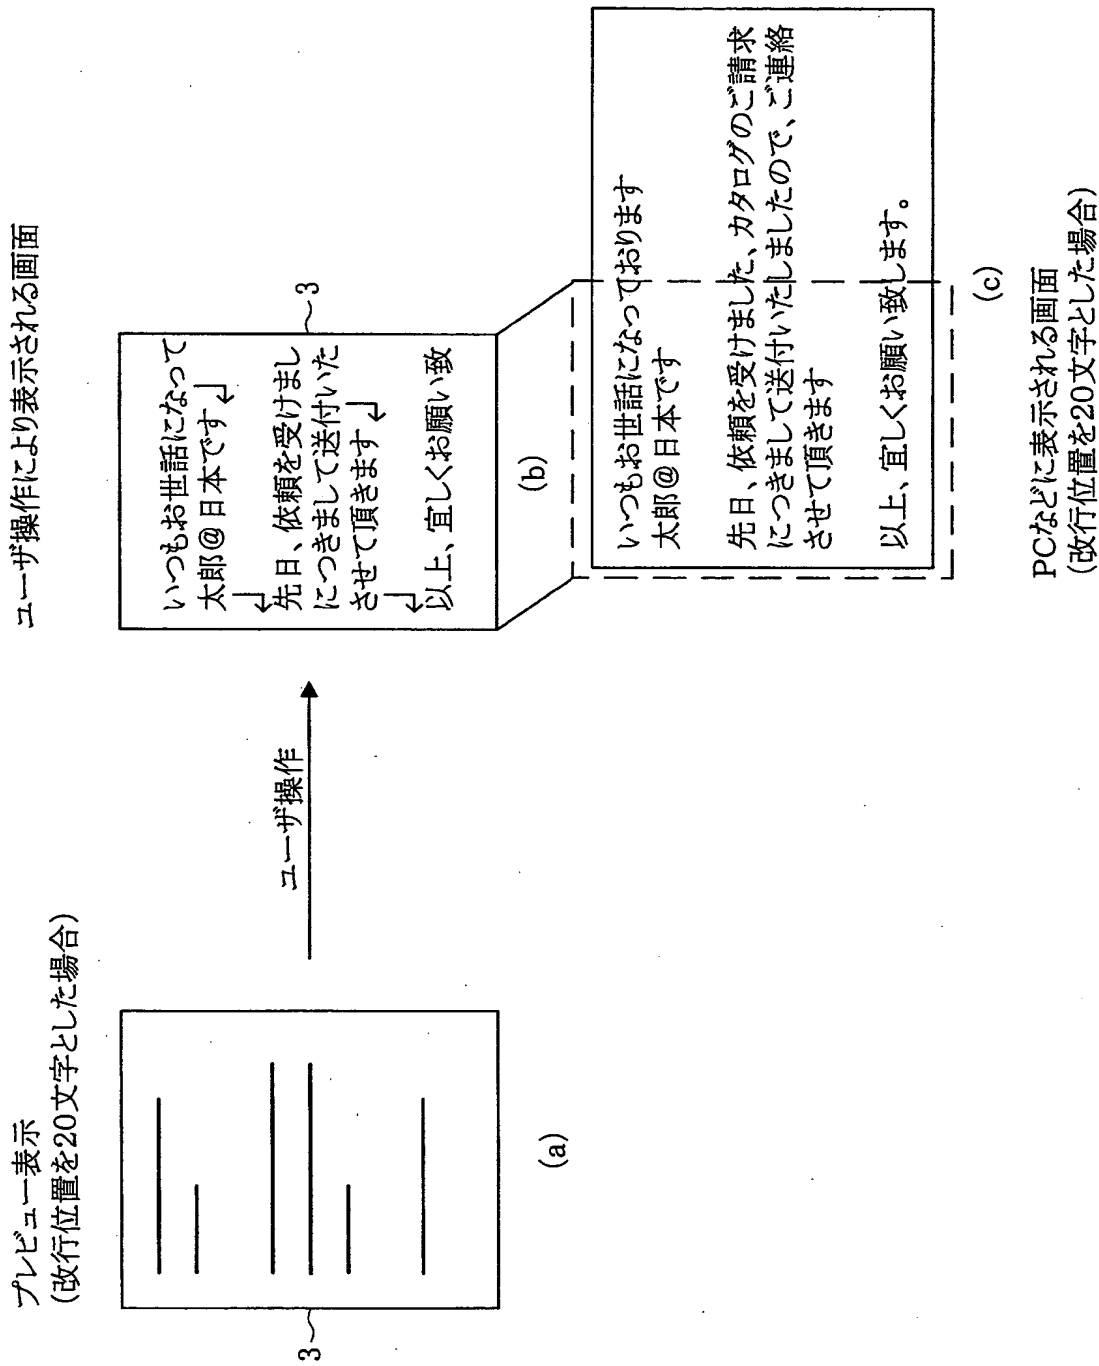 プレビュー表示
(改行位置を20文字とした場合)
3
(a)
ユーザ操作
ユーザ操作により表示される画面
いつもお世話になって
太郎@日本です↲
↲
先日、依頼を受けまし
につきまして送付いた
させて頂きます↲
↲
以上、宜しくお願い致
3
(b)
いつもお世話になっております
太郎@日本です
先日、依頼を受けました、カタログのご請求
につきまして送付いたしましたので、ご連絡
させて頂きます
以上、宜しくお願い致します。
(c)
PCなどに表示される画面
(改行位置を20文字とした場合)